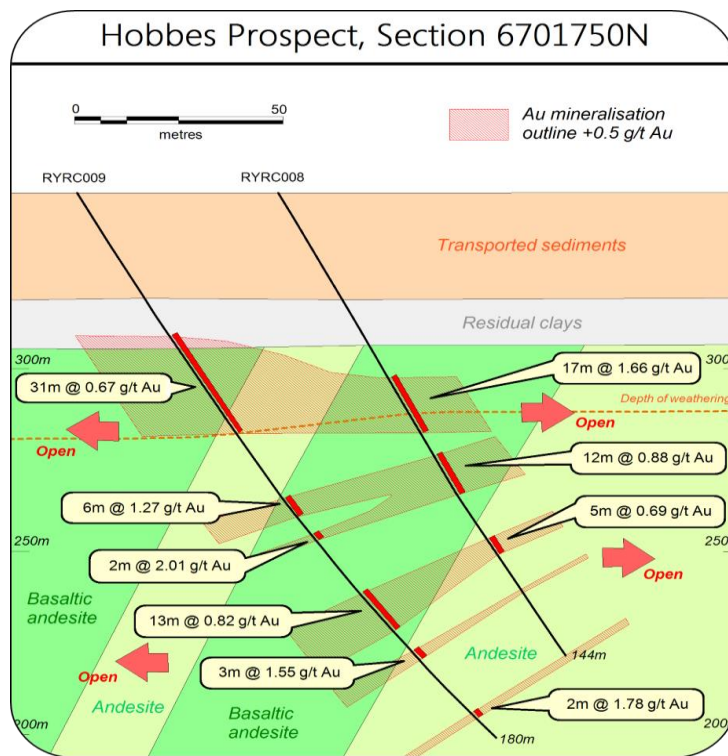 Hobbes Prospect, Section 6701750N
0
50
metres
Au mineralisation
outline +0.5 g/t Au
RYRC009
RYRC008
Transported sediments
Residual clays
300m
300
31m @ 0.67 g/t Au
17m @ 1.66 g/t Au
Depth of weathering
Open
Open
12m @ 0.88 g/t Au
6m @ 1.27 g/t Au
5m @ 0.69 g/t Au
2m @ 2.01 g/t Au
250m
250
Open
Basaltic
andesite
13m @ 0.82 g/t Au
Andesite
144m
3m @ 1.55 g/t Au
Open
2m @ 1.78 g/t Au
Andesite
Basaltic
andesite
200m
200
180m